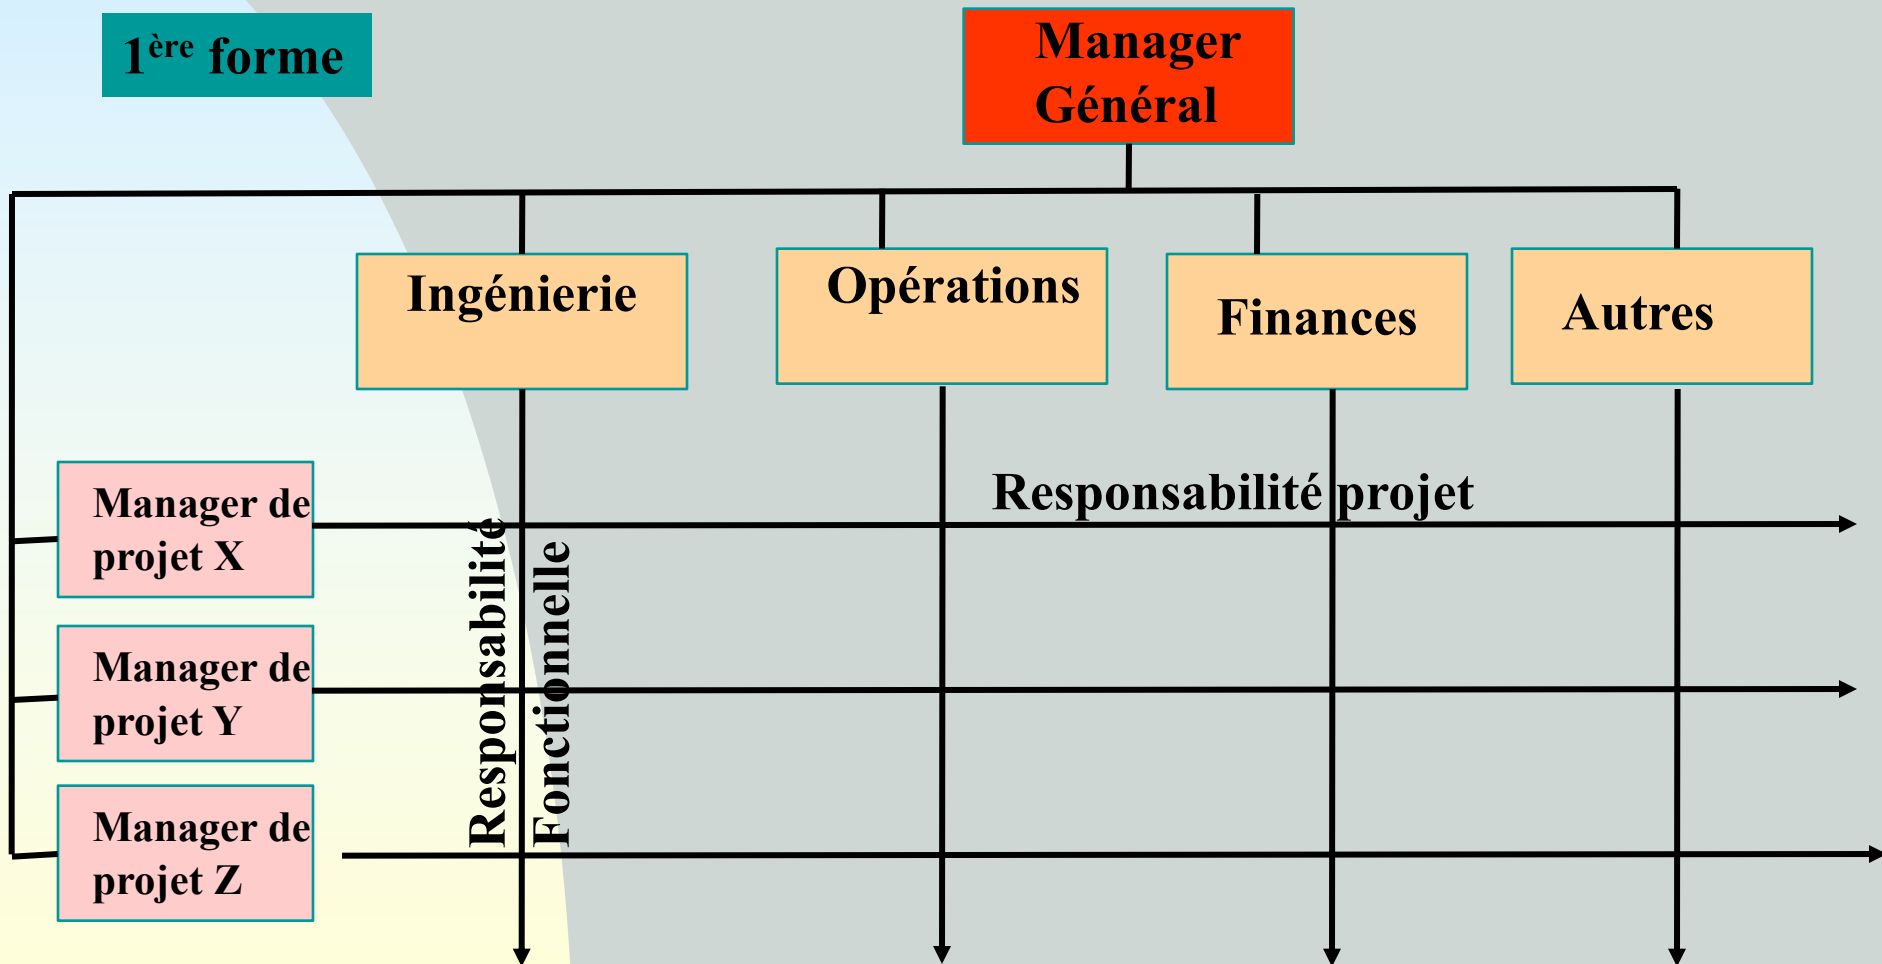 1ère forme
Manager
Général
Ingénierie
Opérations
Finances
Autres
Manager de
projet X
Responsabilité projet
Responsabilité
Fonctionnelle
Manager de
projet Y
Manager de
projet Z